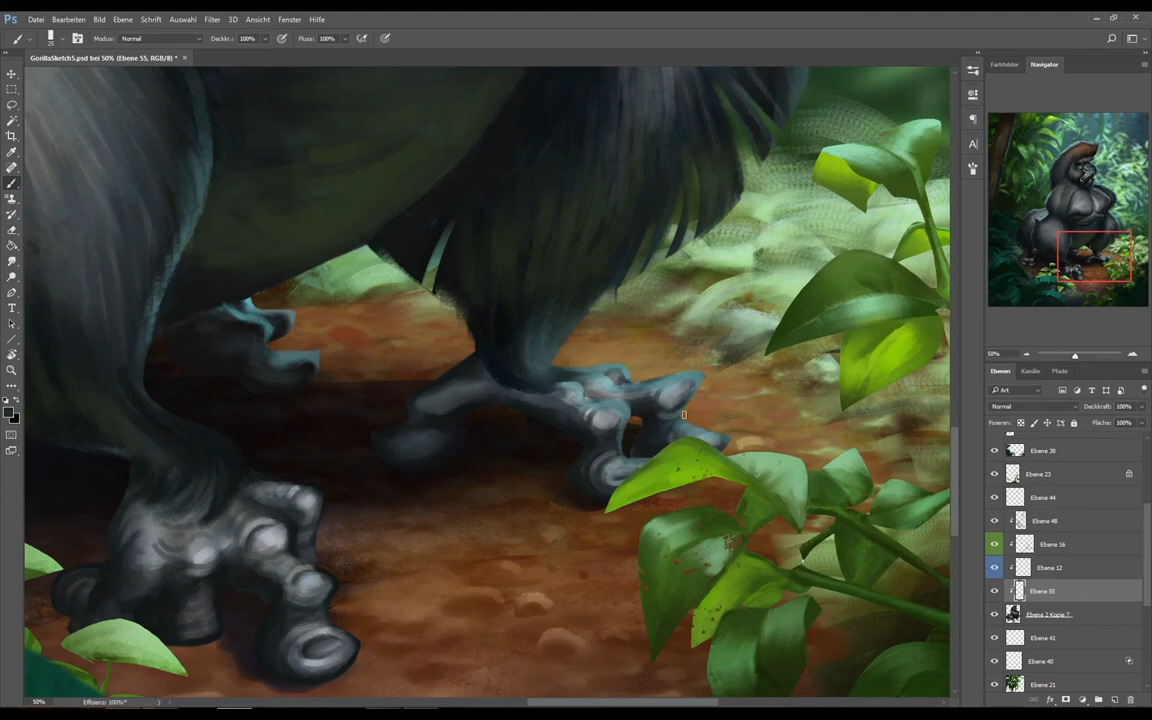 Ps Datei Bearbeiten Bild Ebene Schrift Auswahl Filter 3D Ansicht Fenster Hilfe
25 Modus: Normal Deckkr.: 100% Fluss: 100%
GorillaSketch5.psd bei 50% (Ebene 55, RGB/8) * ×
Farbfelder Navigator
50%
Ebenen Kanäle Pfade
Art
Normal Deckkraft: 100%
Fixieren: Fläche: 100%
Ebene 38
Ebene 23
Ebene 44
Ebene 48
Ebene 16
Ebene 12
Ebene 55
Ebene 2 Kopie 7...
Ebene 41
Ebene 40
Ebene 21
50% Effizienz: 100%*